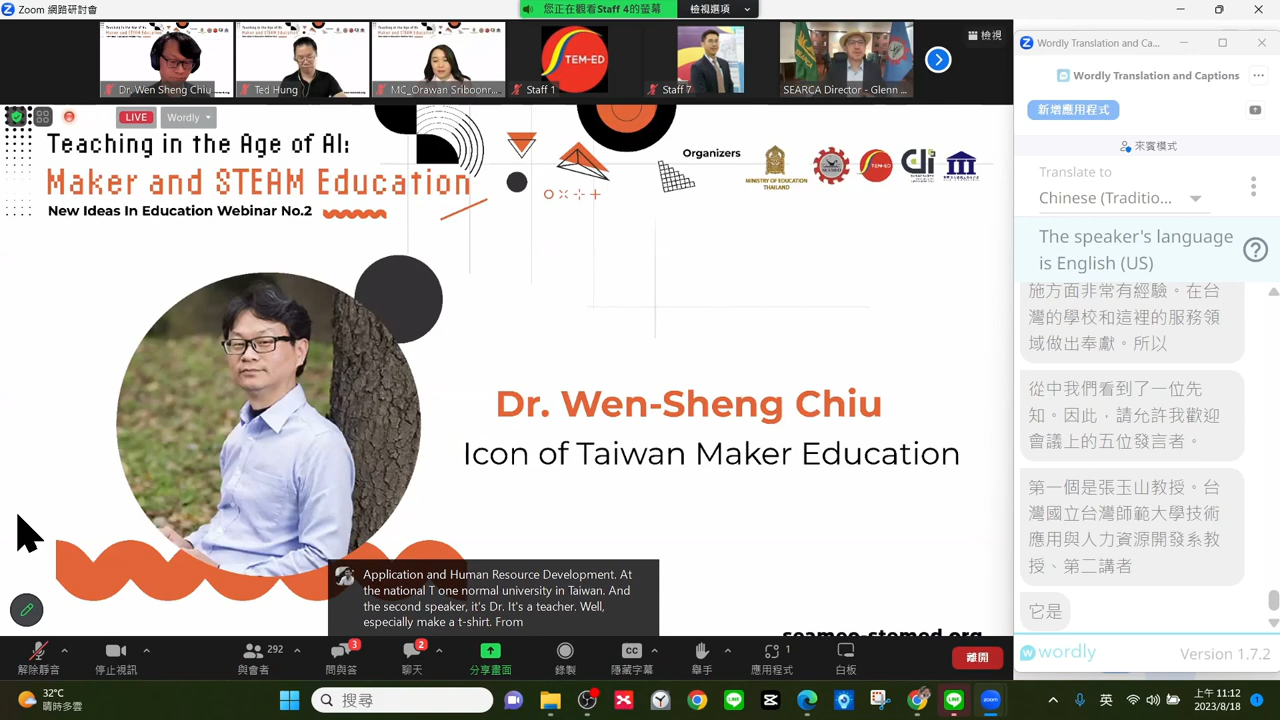 Zoom 網路研討會
您正在觀看Staff 4的螢幕
檢視選項
Dr. Wen Sheng Chiu
Ted Hung
MC_Orawan Sriboonr...
TEM-ED
Staff 1
Staff 7
SEARCA Director - Glenn ...
檢視
LIVE
Wordly
Teaching in the Age of AI:
Maker and STEAM Education
New Ideas In Education Webinar No.2
Organizers
MINISTRY OF EDUCATION
THAILAND
TEM-ED
Dr. Wen-Sheng Chiu
Icon of Taiwan Maker Education
Application and Human Resource Development. At
the national T one normal university in Taiwan. And
the second speaker, it's Dr. It's a teacher. Well,
especially make a t-shirt. From
seameo-stemed.org
Wordly Translation and ca...
Wordly Translation and Captions
新增應用程式
來賓模式
Translate to
Chinese (Traditio...
The speaker's language
is English (US)
施方面非常有經驗。在台
灣的學校和這裡的服務領
域做出奉獻。所以
從中我們看到了一位先
知。因此，請允許我歡迎
會議上的五位發言者。
第一個是張玉山教授。台
灣國立台灣師範大學技術
應用與人力資源開發系教
授、第二講者
它是
wordly
Version 1.7.2
解除靜音
停止視訊
292
與會者
3
問與答
2
聊天
分享畫面
錄製
CC
隱藏字幕
舉手
1
應用程式
白板
離開
32°C
晴時多雲
搜尋
英
上午 11:12
2023/8/18
1